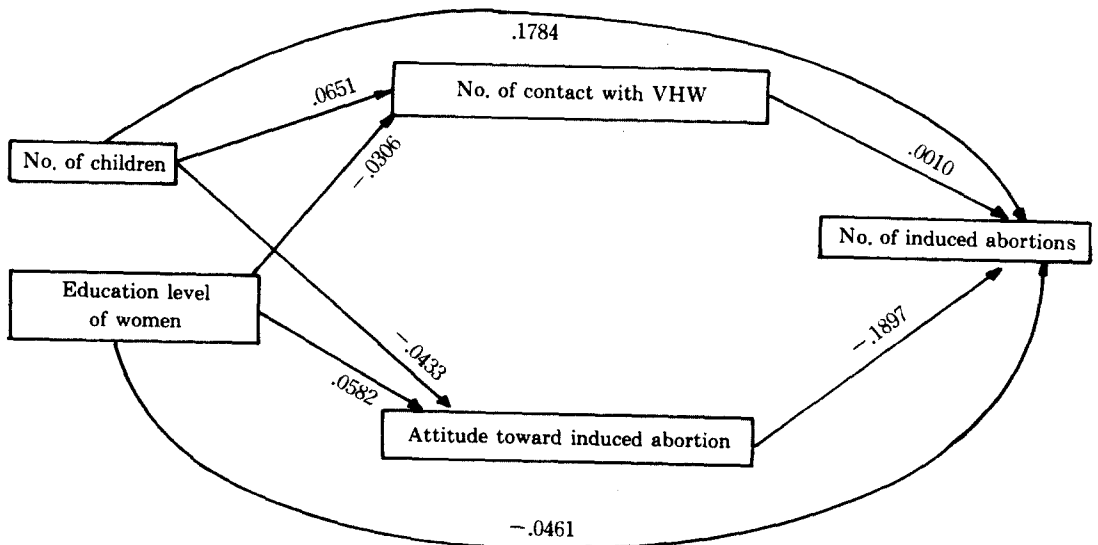 .1784
.0651
No. of contact with VHW
-.0306
.0010
No. of children
No. of induced abortions
Education level
of women
-.0433
.0582
-.1897
Attitude toward induced abortion
-.0461